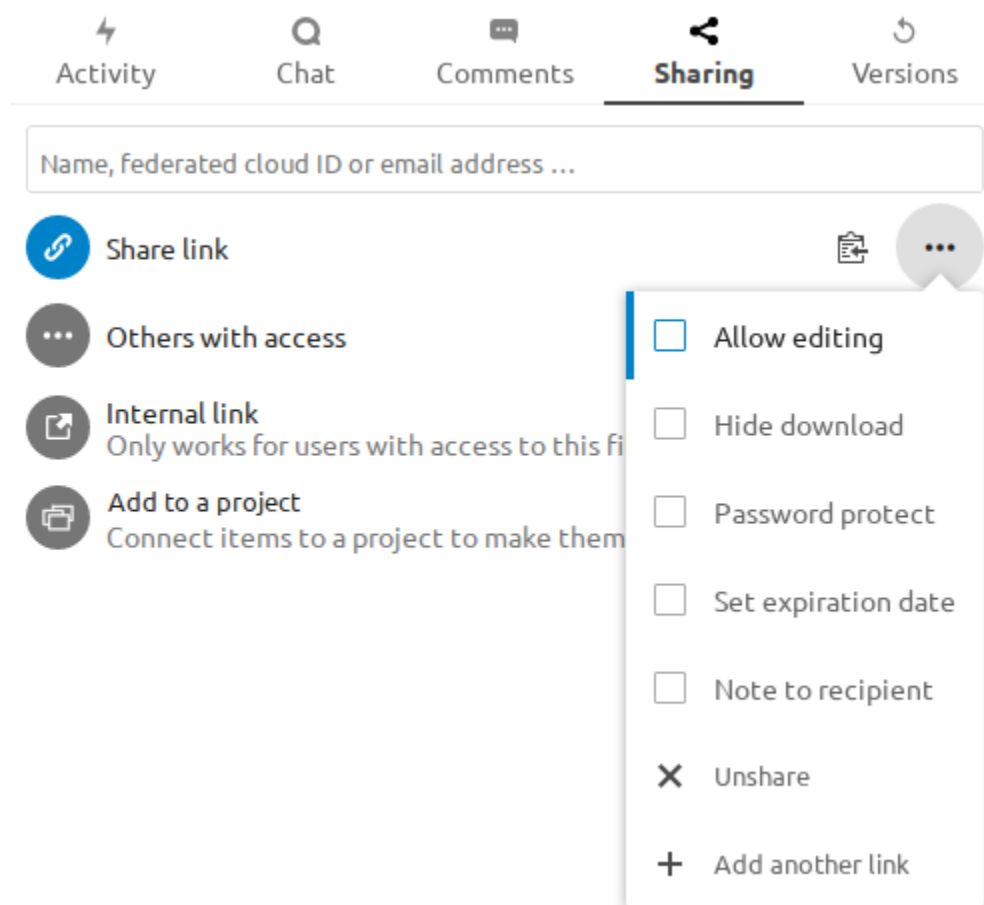 Activity
Chat
Comments
Sharing
Versions
Name, federated cloud ID or email address ...
Share link
Others with access
Internal link
Only works for users with access to this fi
Add to a project
Connect items to a project to make them
Allow editing
Hide download
Password protect
Set expiration date
Note to recipient
Unshare
Add another link